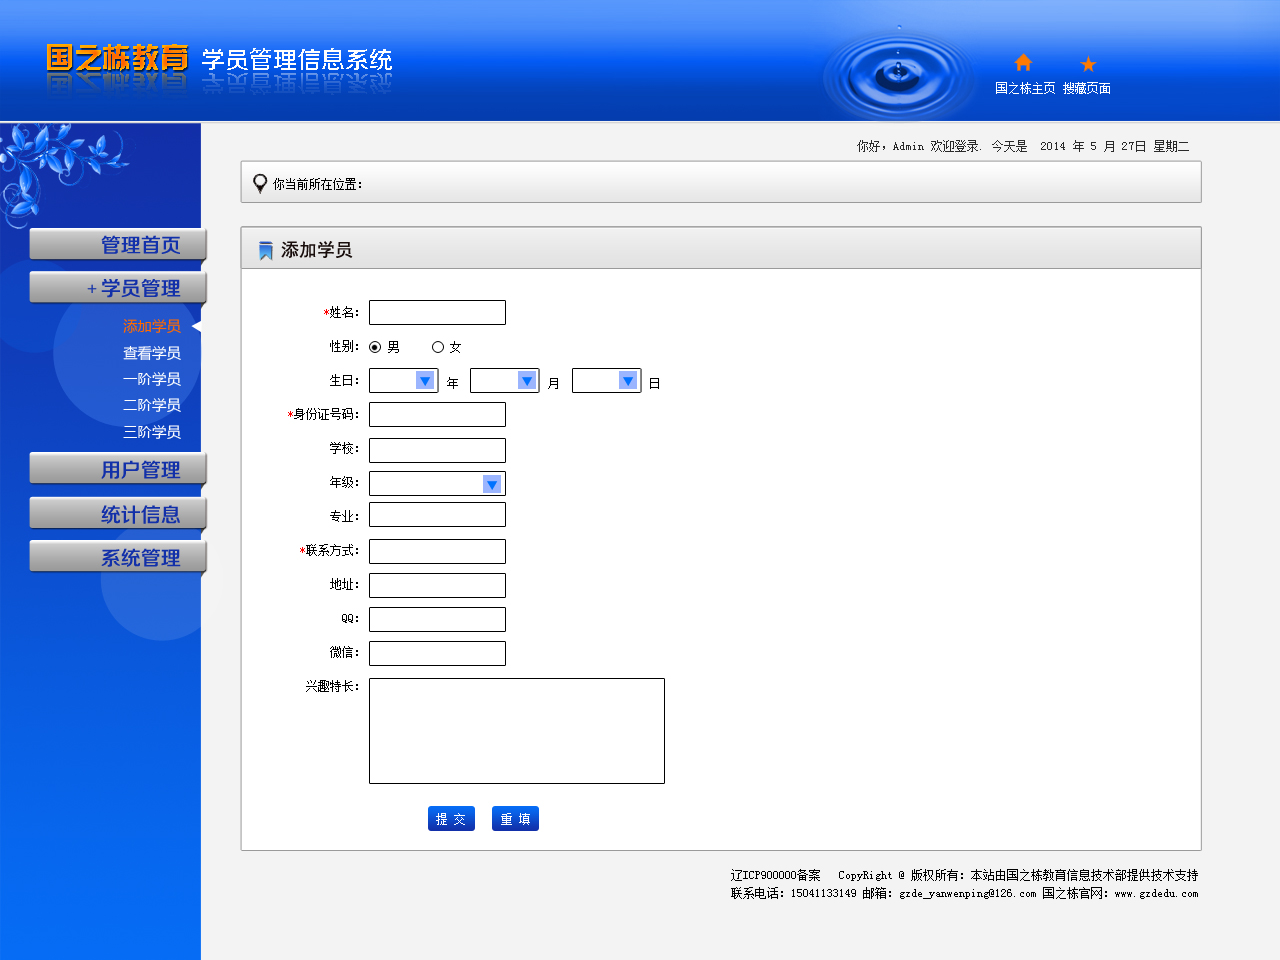 国之栋教育 学员管理信息系统
国之栋主页 搜藏页面
你好，Admin 欢迎登录. 今天是 2014 年 5 月 27日 星期二
你当前所在位置：
管理首页
+ 学员管理
添加学员
查看学员
一阶学员
二阶学员
三阶学员
用户管理
统计信息
系统管理
添加学员
*姓名：
性别： 男 女
生日： 年 月 日
*身份证号码：
学校：
年级：
专业：
*联系方式：
地址：
QQ：
微信：
兴趣特长：
提 交 重 填
辽ICP900000备案 CopyRight @ 版权所有：本站由国之栋教育信息技术部提供技术支持
联系电话：15041133149 邮箱：gzde_yanwenping@126.com 国之栋官网：www.gzdedu.com